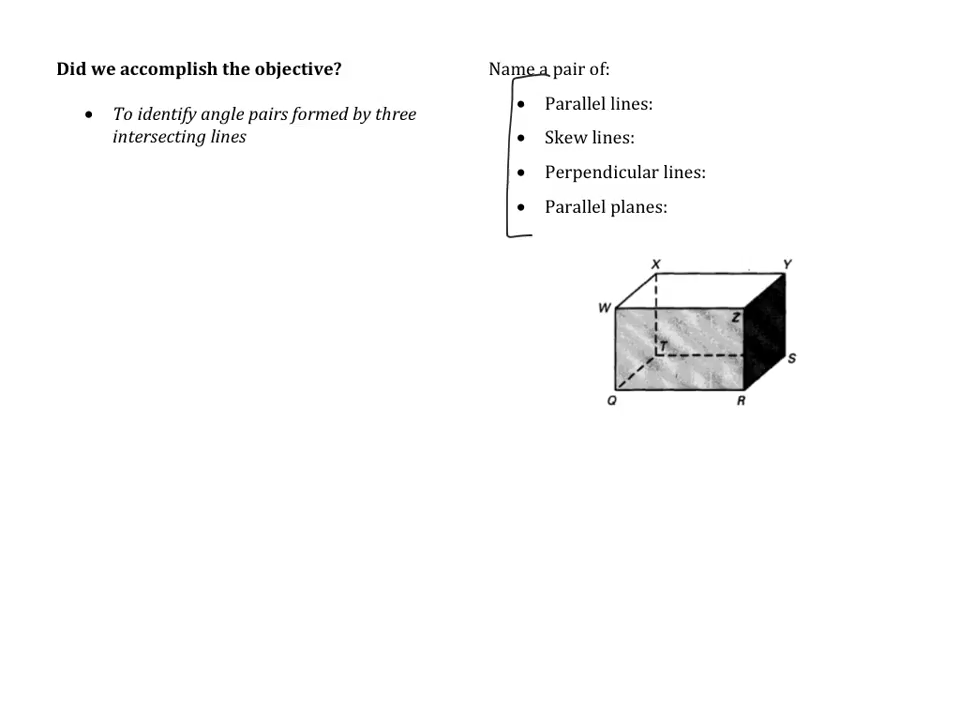 Did we accomplish the objective?
• To identify angle pairs formed by three
intersecting lines
Name a pair of:
• Parallel lines:
• Skew lines:
• Perpendicular lines:
• Parallel planes:
X Y
W Z
T S
Q R